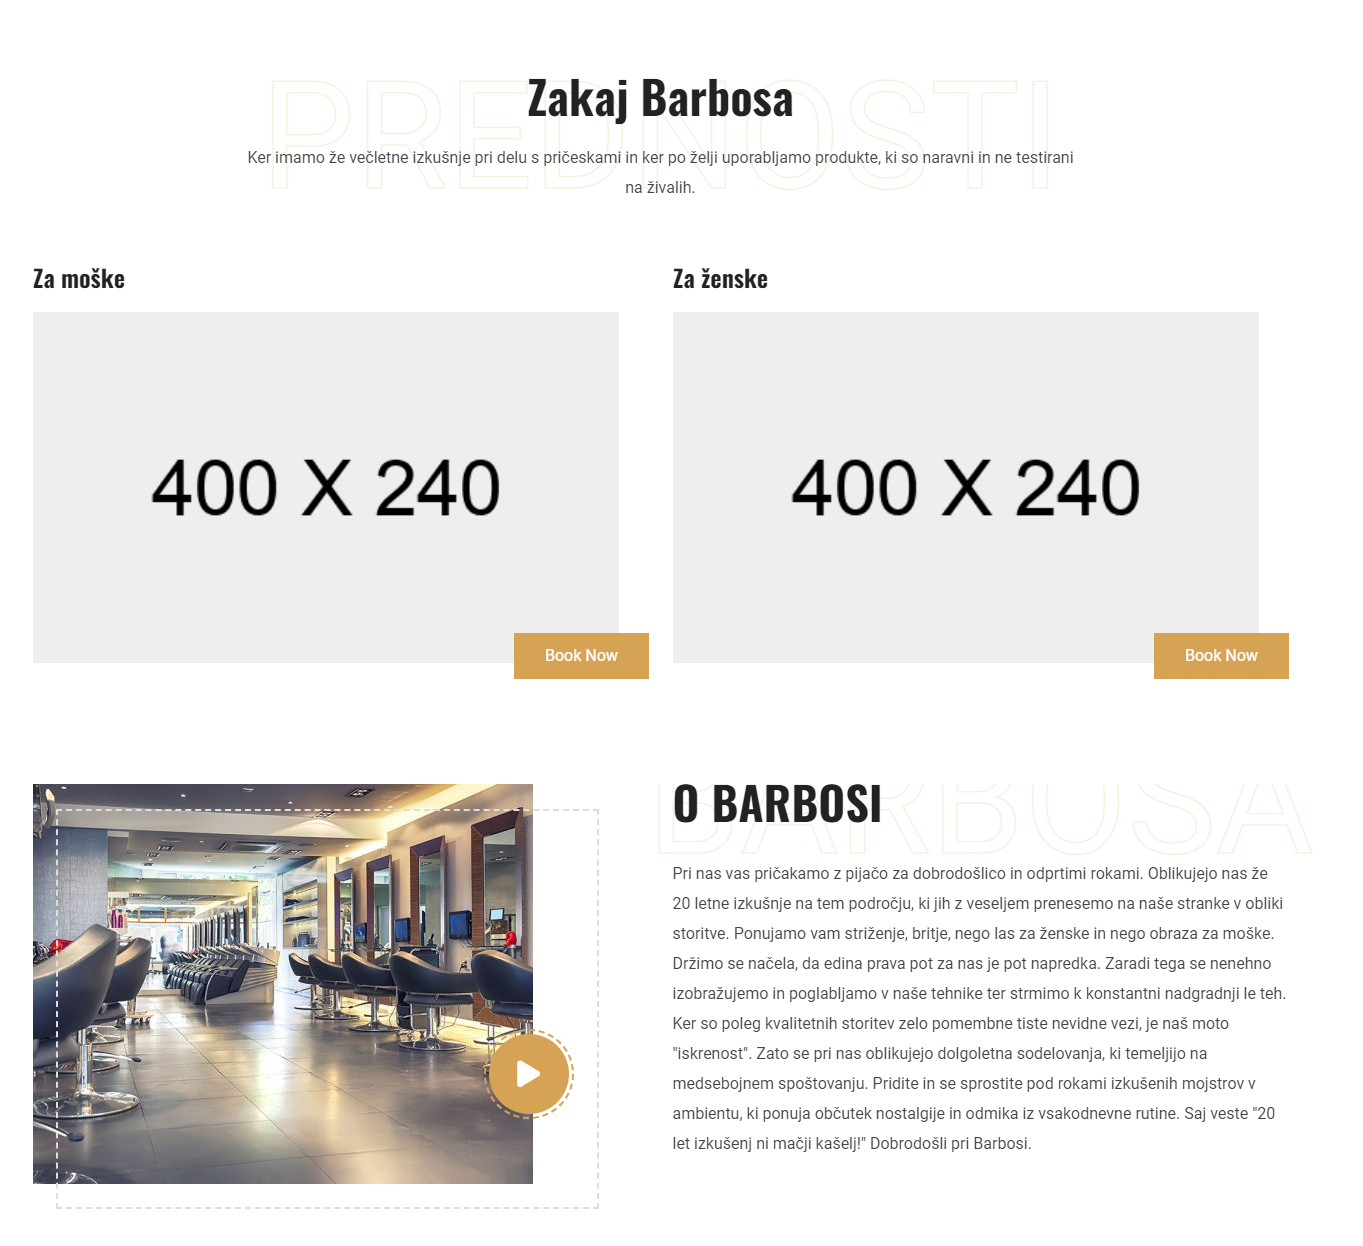 PREDNOSTI
Zakaj Barbosa
Ker imamo že večletne izkušnje pri delu s pričeskami in ker po želji uporabljamo produkte, ki so naravni in ne testirani
na živalih.
Za moške
400 X 240
Book Now
Za ženske
400 X 240
Book Now
BARBOSA
O BARBOSI
Pri nas vas pričakamo z pijačo za dobrodošlico in odprtimi rokami. Oblikujejo nas že
20 letne izkušnje na tem področju, ki jih z veseljem prenesemo na naše stranke v obliki
storitve. Ponujamo vam striženje, britje, nego las za ženske in nego obraza za moške.
Držimo se načela, da edina prava pot za nas je pot napredka. Zaradi tega se nenehno
izobražujemo in poglabljamo v naše tehnike ter strmimo k konstantni nadgradnji le teh.
Ker so poleg kvalitetnih storitev zelo pomembne tiste nevidne vezi, je naš moto
"iskrenost". Zato se pri nas oblikujejo dolgoletna sodelovanja, ki temeljijo na
medsebojnem spoštovanju. Pridite in se sprostite pod rokami izkušenih mojstrov v
ambientu, ki ponuja občutek nostalgije in odmika iz vsakodnevne rutine. Saj veste "20
let izkušenj ni mačji kašelj!" Dobrodošli pri Barbosi.